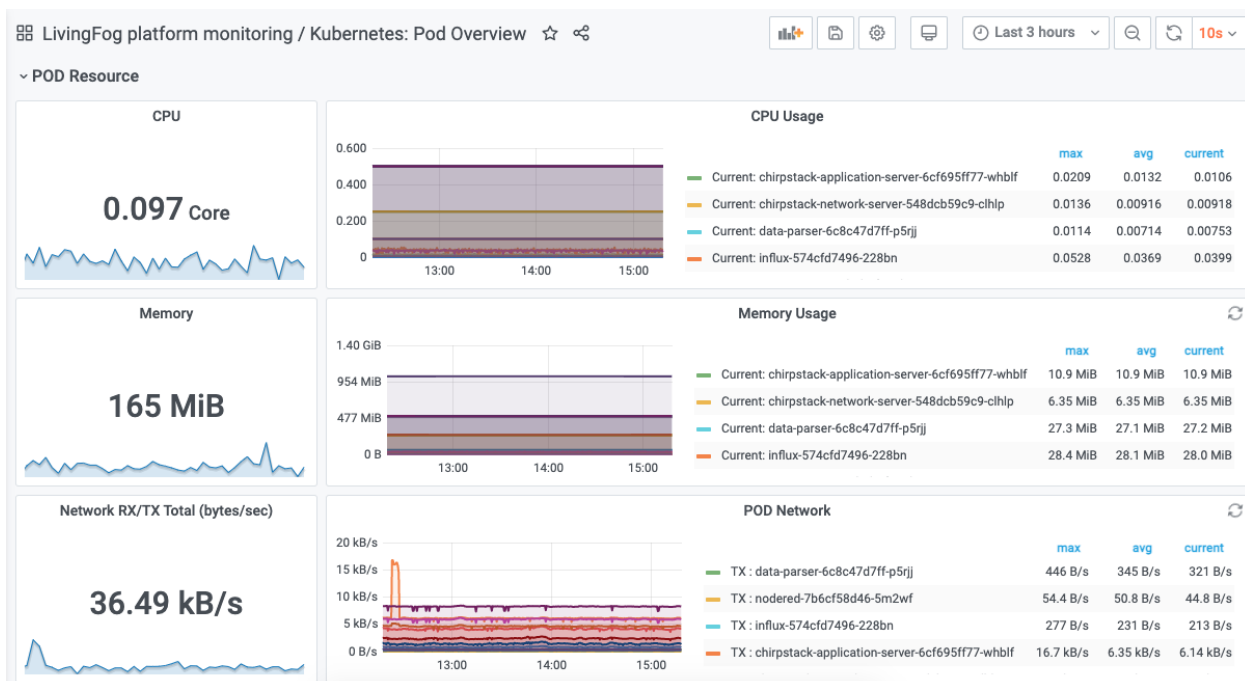 LivingFog platform monitoring / Kubernetes: Pod Overview
Last 3 hours
10s
POD Resource
CPU
0.097 Core
CPU Usage
0.600
0.400
0.200
0
13:00 14:00 15:00
max avg current
Current: chirpstack-application-server-6cf695ff77-whblf 0.0209 0.0132 0.0106
Current: chirpstack-network-server-548dcb59c9-clhlp 0.0136 0.00916 0.00918
Current: data-parser-6c8c47d7ff-p5rjj 0.0114 0.00714 0.00753
Current: influx-574cfd7496-228bn 0.0528 0.0369 0.0399
Memory
165 MiB
Memory Usage
1.40 GiB
954 MiB
477 MiB
0 B
13:00 14:00 15:00
max avg current
Current: chirpstack-application-server-6cf695ff77-whblf 10.9 MiB 10.9 MiB 10.9 MiB
Current: chirpstack-network-server-548dcb59c9-clhlp 6.35 MiB 6.35 MiB 6.35 MiB
Current: data-parser-6c8c47d7ff-p5rjj 27.3 MiB 27.1 MiB 27.2 MiB
Current: influx-574cfd7496-228bn 28.4 MiB 28.1 MiB 28.0 MiB
Network RX/TX Total (bytes/sec)
36.49 kB/s
POD Network
20 kB/s
15 kB/s
10 kB/s
5 kB/s
0 B/s
13:00 14:00 15:00
max avg current
TX : data-parser-6c8c47d7ff-p5rjj 446 B/s 345 B/s 321 B/s
TX : nodered-7b6cf58d46-5m2wf 54.4 B/s 50.8 B/s 44.8 B/s
TX : influx-574cfd7496-228bn 277 B/s 231 B/s 213 B/s
TX : chirpstack-application-server-6cf695ff77-whblf 16.7 kB/s 6.35 kB/s 6.14 kB/s